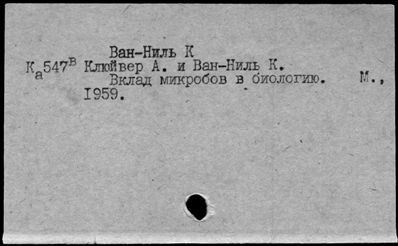 Ван-Ниль К
Ка547В Клюйвер А. и Ван-Ниль К.
Вклад микробов в биологию. М.,
1959.